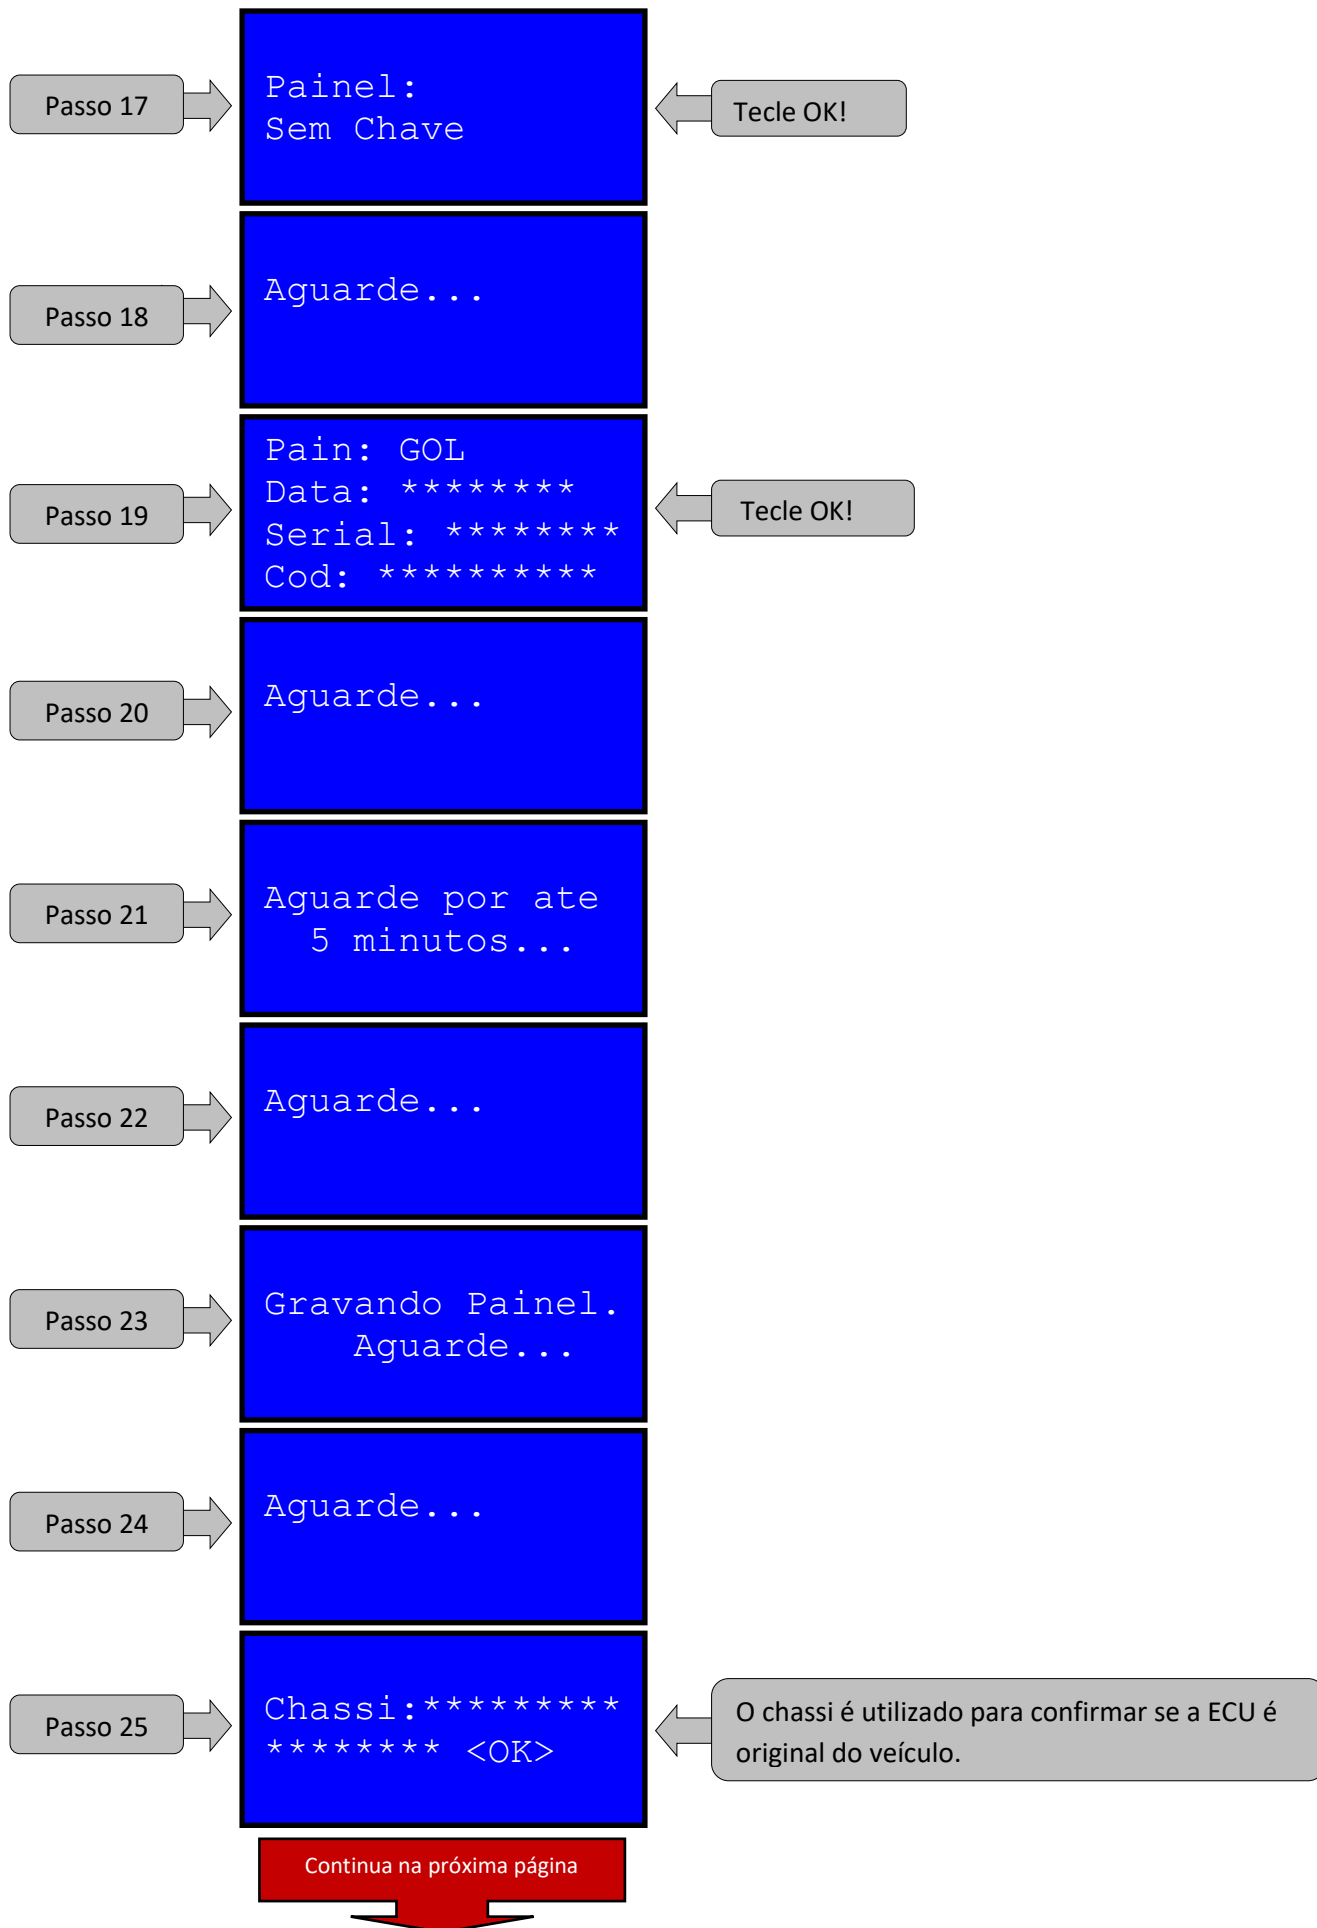 Passo 17
Painel:
Sem Chave
Tecle OK!
Passo 18
Aguarde...
Passo 19
Pain: GOL
Data: ********
Serial: ********
Cod: **********
Tecle OK!
Passo 20
Aguarde...
Passo 21
Aguarde por ate
5 minutos...
Passo 22
Aguarde...
Passo 23
Gravando Painel.
Aguarde...
Passo 24
Aguarde...
Passo 25
Chassi:*********
******** <OK>
O chassi é utilizado para confirmar se a ECU é
original do veículo.
Continua na próxima página